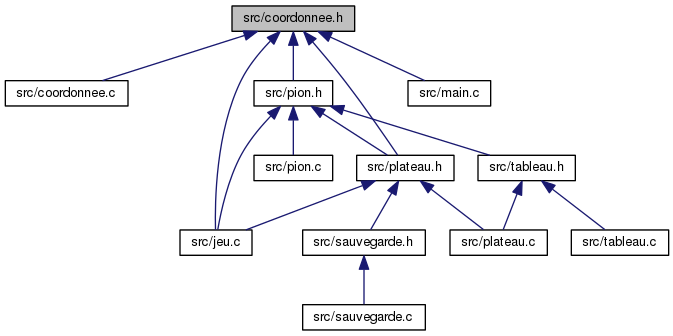 src/coordonnee.h
src/coordonnee.c
src/pion.h
src/main.c
src/pion.c
src/plateau.h
src/tableau.h
src/jeu.c
src/sauvegarde.h
src/plateau.c
src/tableau.c
src/sauvegarde.c